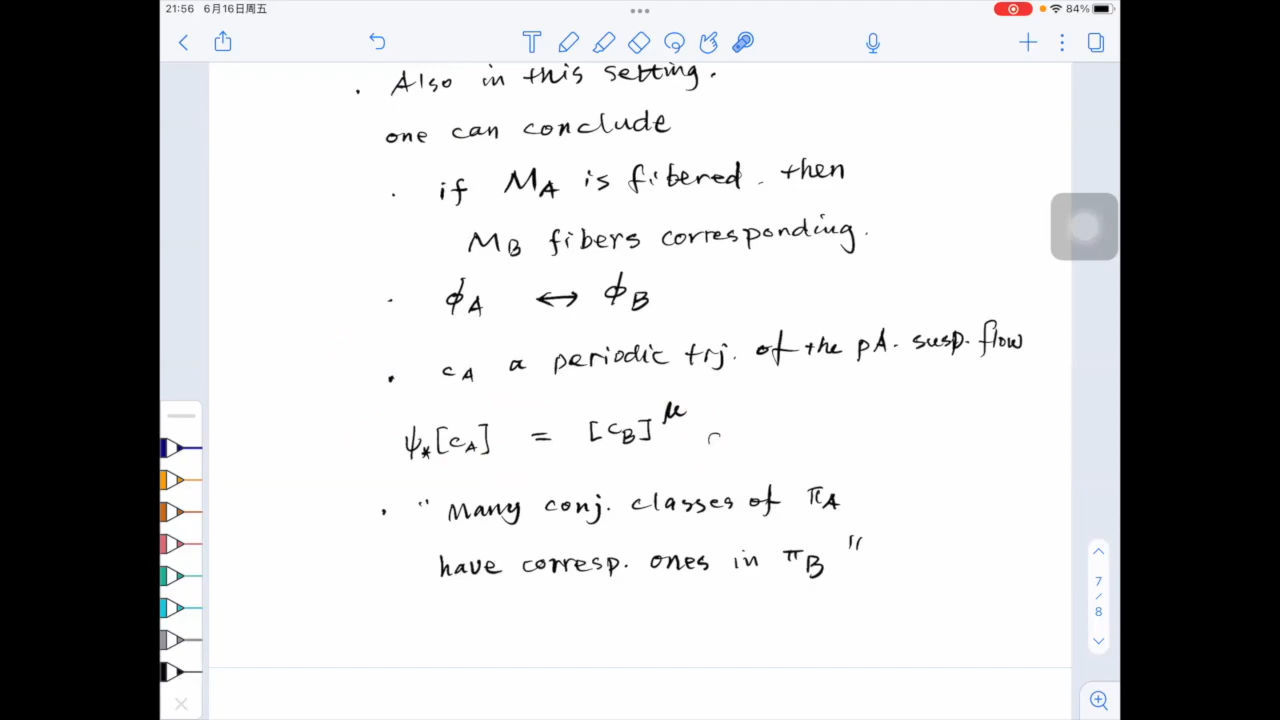 21:56 6月16日周五
84%
. Also in this setting.
one can conclude
. if M_A is fibered. then
M_B fibers corresponding.
. ϕ_A ↔ ϕ_B
. c_A a periodic trj. of the pA. susp. flow
ψ_*[c_A] = [c_B]^μ
. "Many conj. classes of π_A
have corresp. ones in π_B"
7
/
8